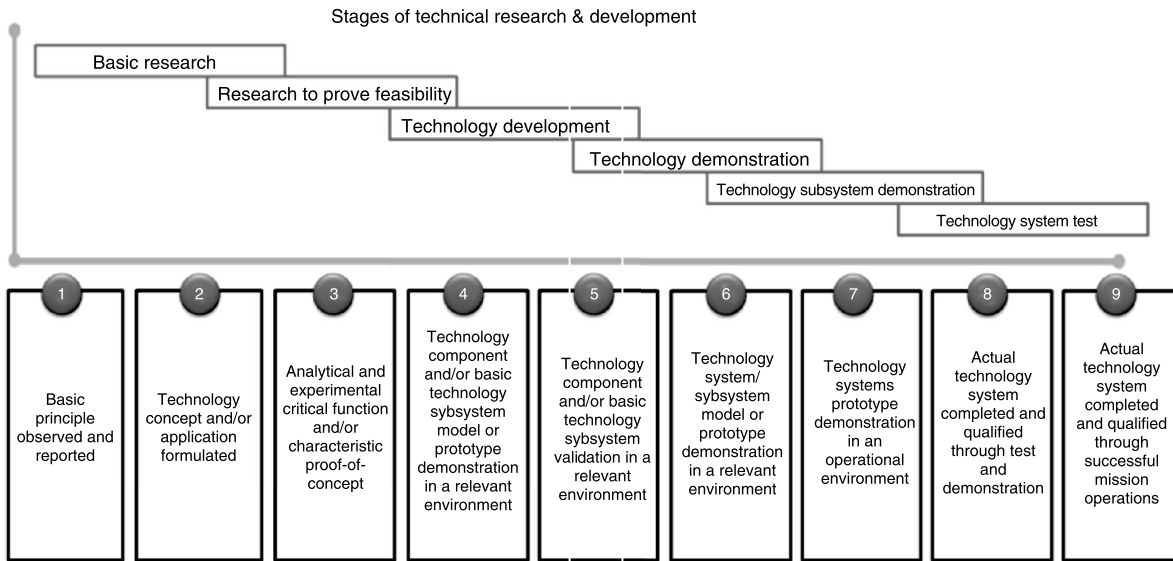 Stages of technical research & development
Basic research
Research to prove feasibility
Technology development
Technology demonstration
Technology subsystem demonstration
Technology system test
1
Basic
principle
observed and
reported
2
Technology
concept and/or
application
formulated
3
Analytical and
experimental
critical function
and/or
characteristic
proof-of-
concept
4
Technology
component
and/or basic
technology
sybsystem
model or
prototype
demonstration
in a relevant
environment
5
Technology
component
and/or basic
technology
subsystem
validation in a
relevant
environment
6
Technology
system/
subsystem
model or
prototype
demonstration
in a relevant
environment
7
Technology
systems
prototype
demonstration
in an
operational
environment
8
Actual
technology
system
completed and
qualified
through test
and
demonstration
9
Actual
technology
system
completed
and qualified
through
successful
mission
operations